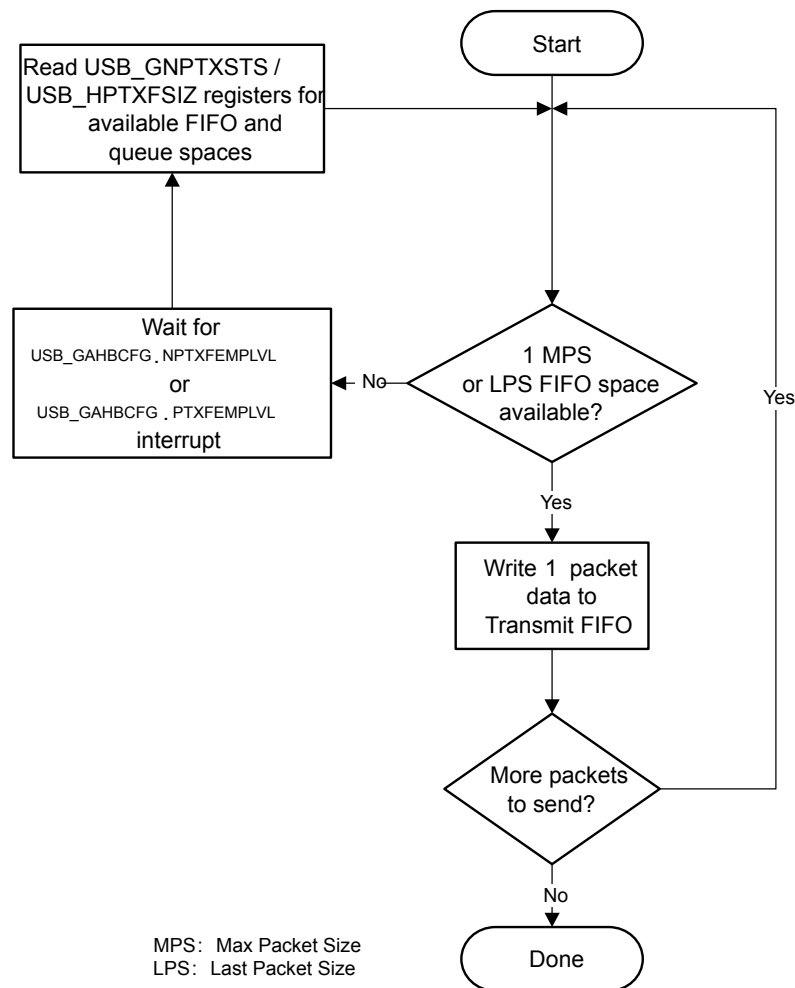 Start
Read USB_GNPTXSTS /
USB_HPTXFSIZ registers for
available FIFO and
queue spaces
Wait for
USB_GAHBCFG.NPTXFEMPLVL
or
USB_GAHBCFG.PTXFEMPLVL
interrupt
No
1 MPS
or LPS FIFO space
available?
Yes
Yes
Write 1 packet
data to
Transmit FIFO
More packets
to send?
No
Done
MPS: Max Packet Size
LPS: Last Packet Size